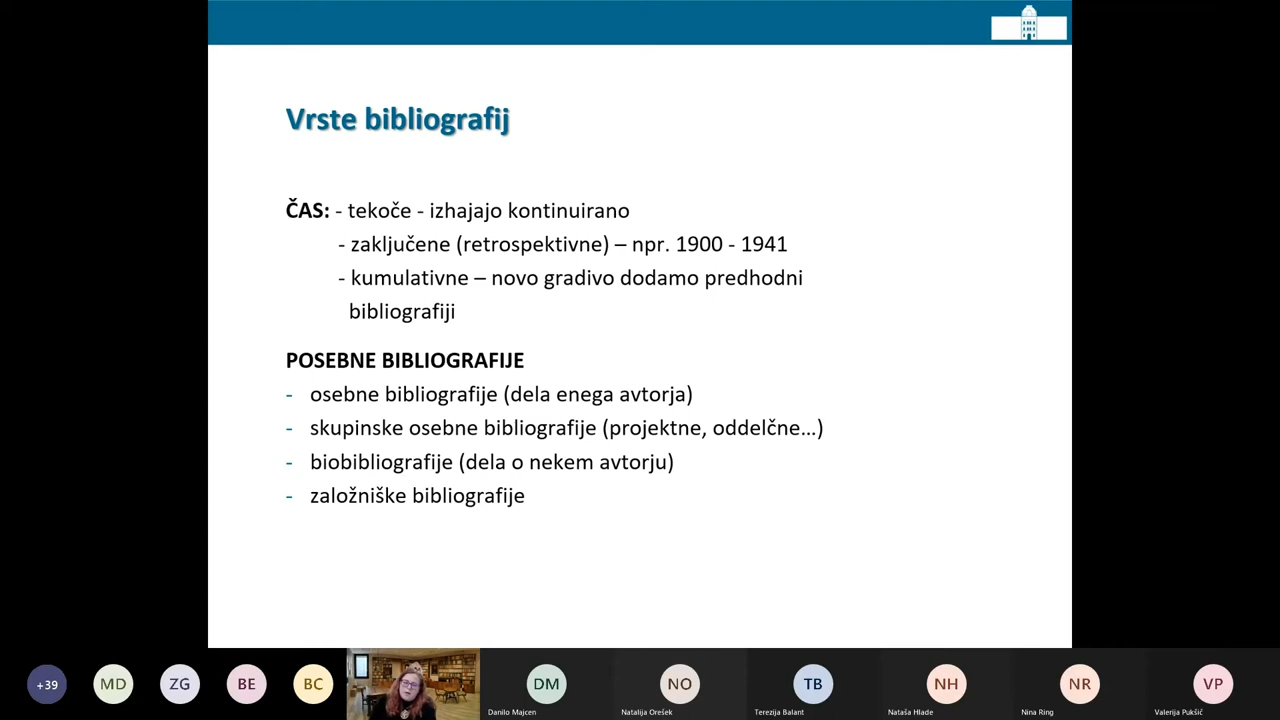 Vrste bibliografij
ČAS: - tekoče - izhajajo kontinuirano
- zaključene (retrospektivne) – npr. 1900 - 1941
- kumulativne – novo gradivo dodamo predhodni
bibliografiji
POSEBNE BIBLIOGRAFIJE
- osebne bibliografije (dela enega avtorja)
- skupinske osebne bibliografije (projektne, oddelčne...)
- biobibliografije (dela o nekem avtorju)
- založniške bibliografije
+39 MD ZG BE BC DM NO TB NH NR VP
Danilo Majcen Natalija Orešek Terezija Balant Nataša Hlade Nina Ring Valerija Pukšič